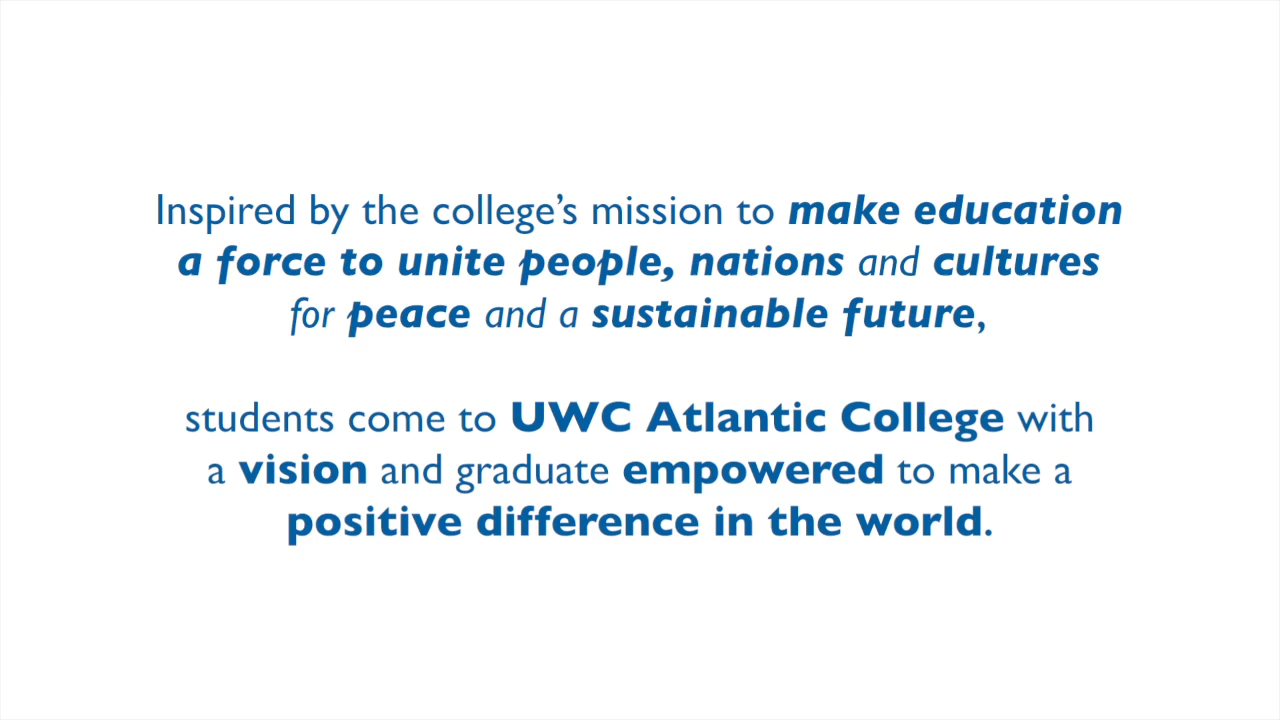 Inspired by the college’s mission to make education
a force to unite people, nations and cultures
for peace and a sustainable future,
students come to UWC Atlantic College with
a vision and graduate empowered to make a
positive difference in the world.